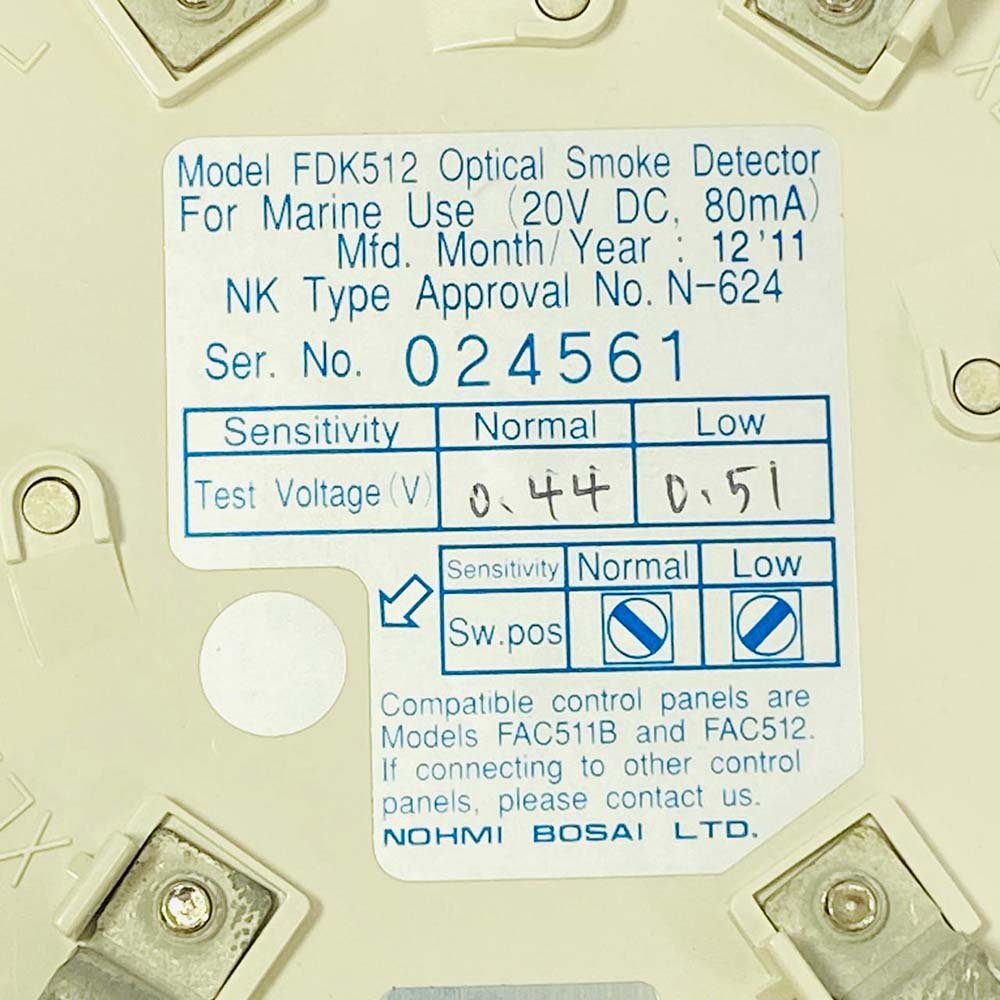 Model FDK512 Optical Smoke Detector
For Marine Use (20V DC, 80mA)
Mfd. Month/Year : 12'11
NK Type Approval No. N-624
Ser. No. 024561
Sensitivity Normal Low
Test Voltage (V) 0.44 0.51
Sensitivity Normal Low
Sw.pos
Compatible control panels are
Models FAC511B and FAC512.
If connecting to other control
panels, please contact us.
NOHMI BOSAI LTD.